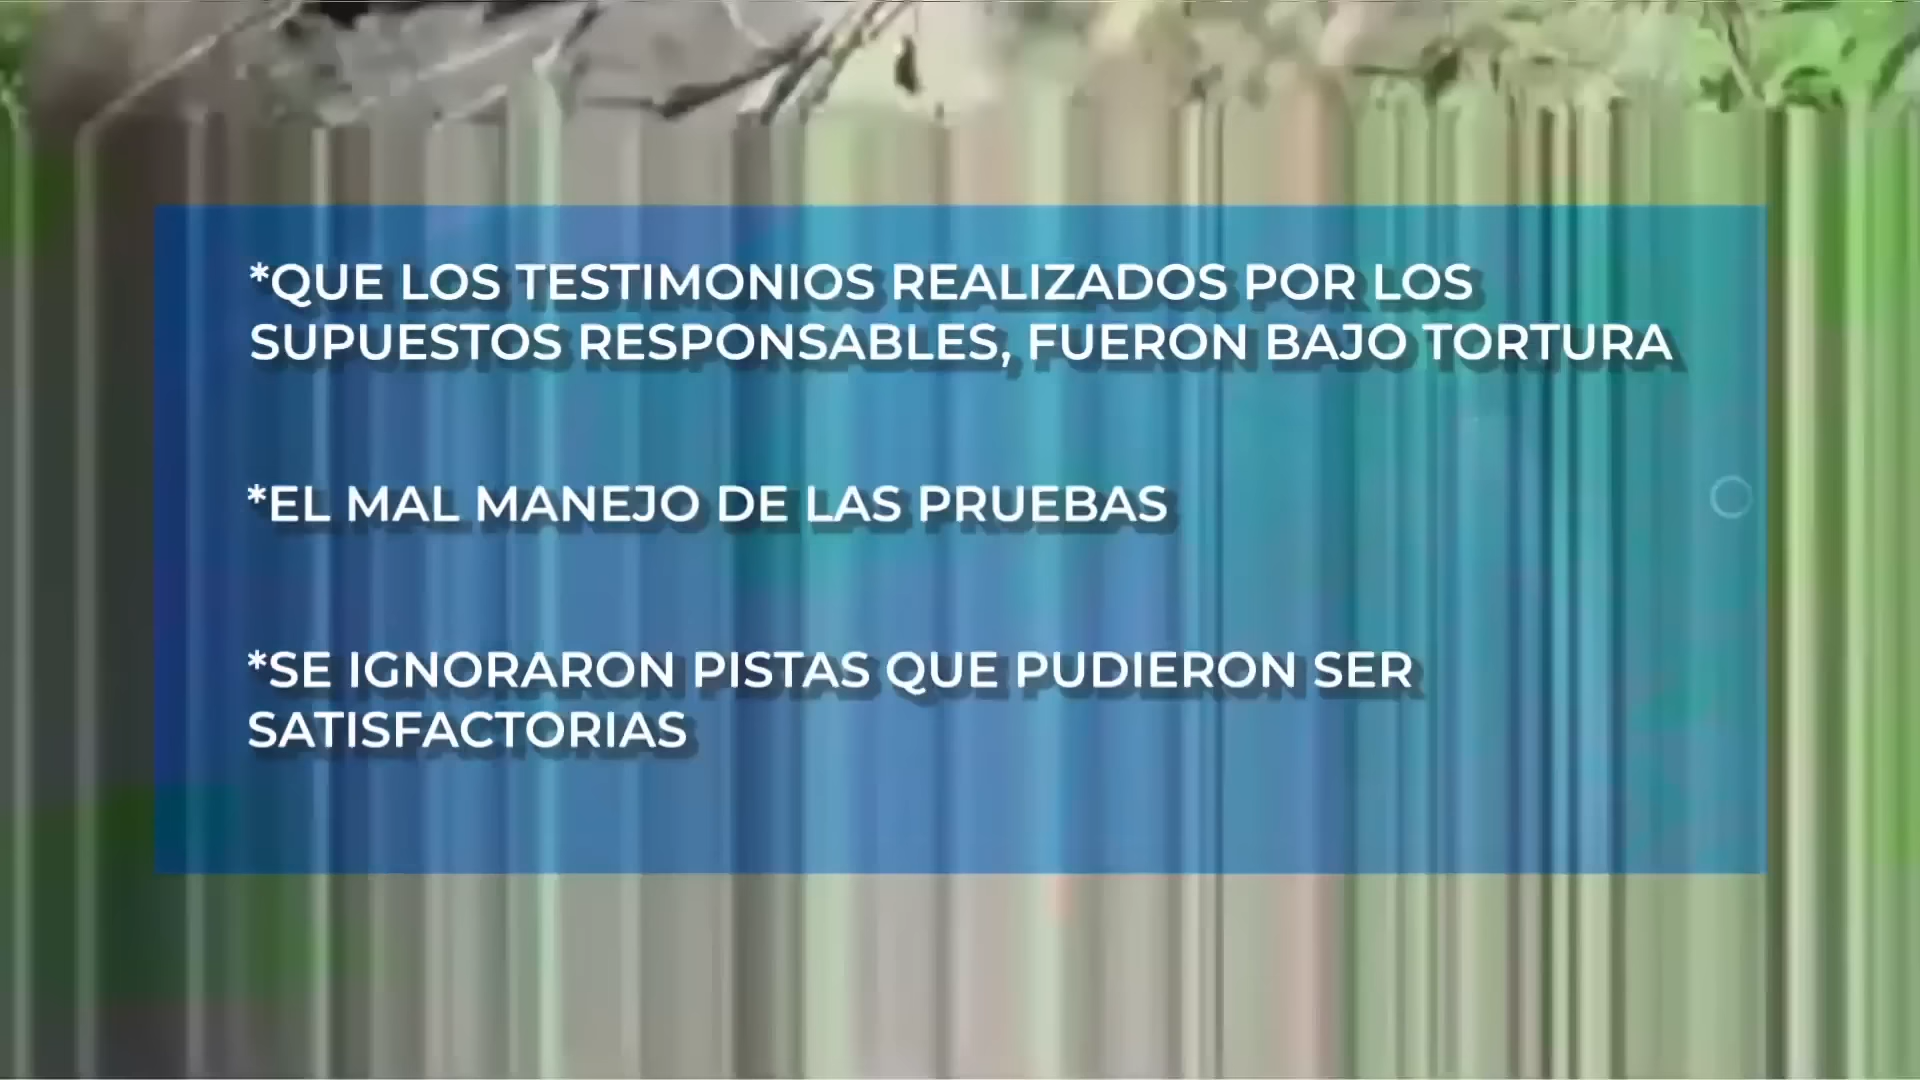 *QUE LOS TESTIMONIOS REALIZADOS POR LOS
SUPUESTOS RESPONSABLES, FUERON BAJO TORTURA
*EL MAL MANEJO DE LAS PRUEBAS
*SE IGNORARON PISTAS QUE PUDIERON SER
SATISFACTORIAS